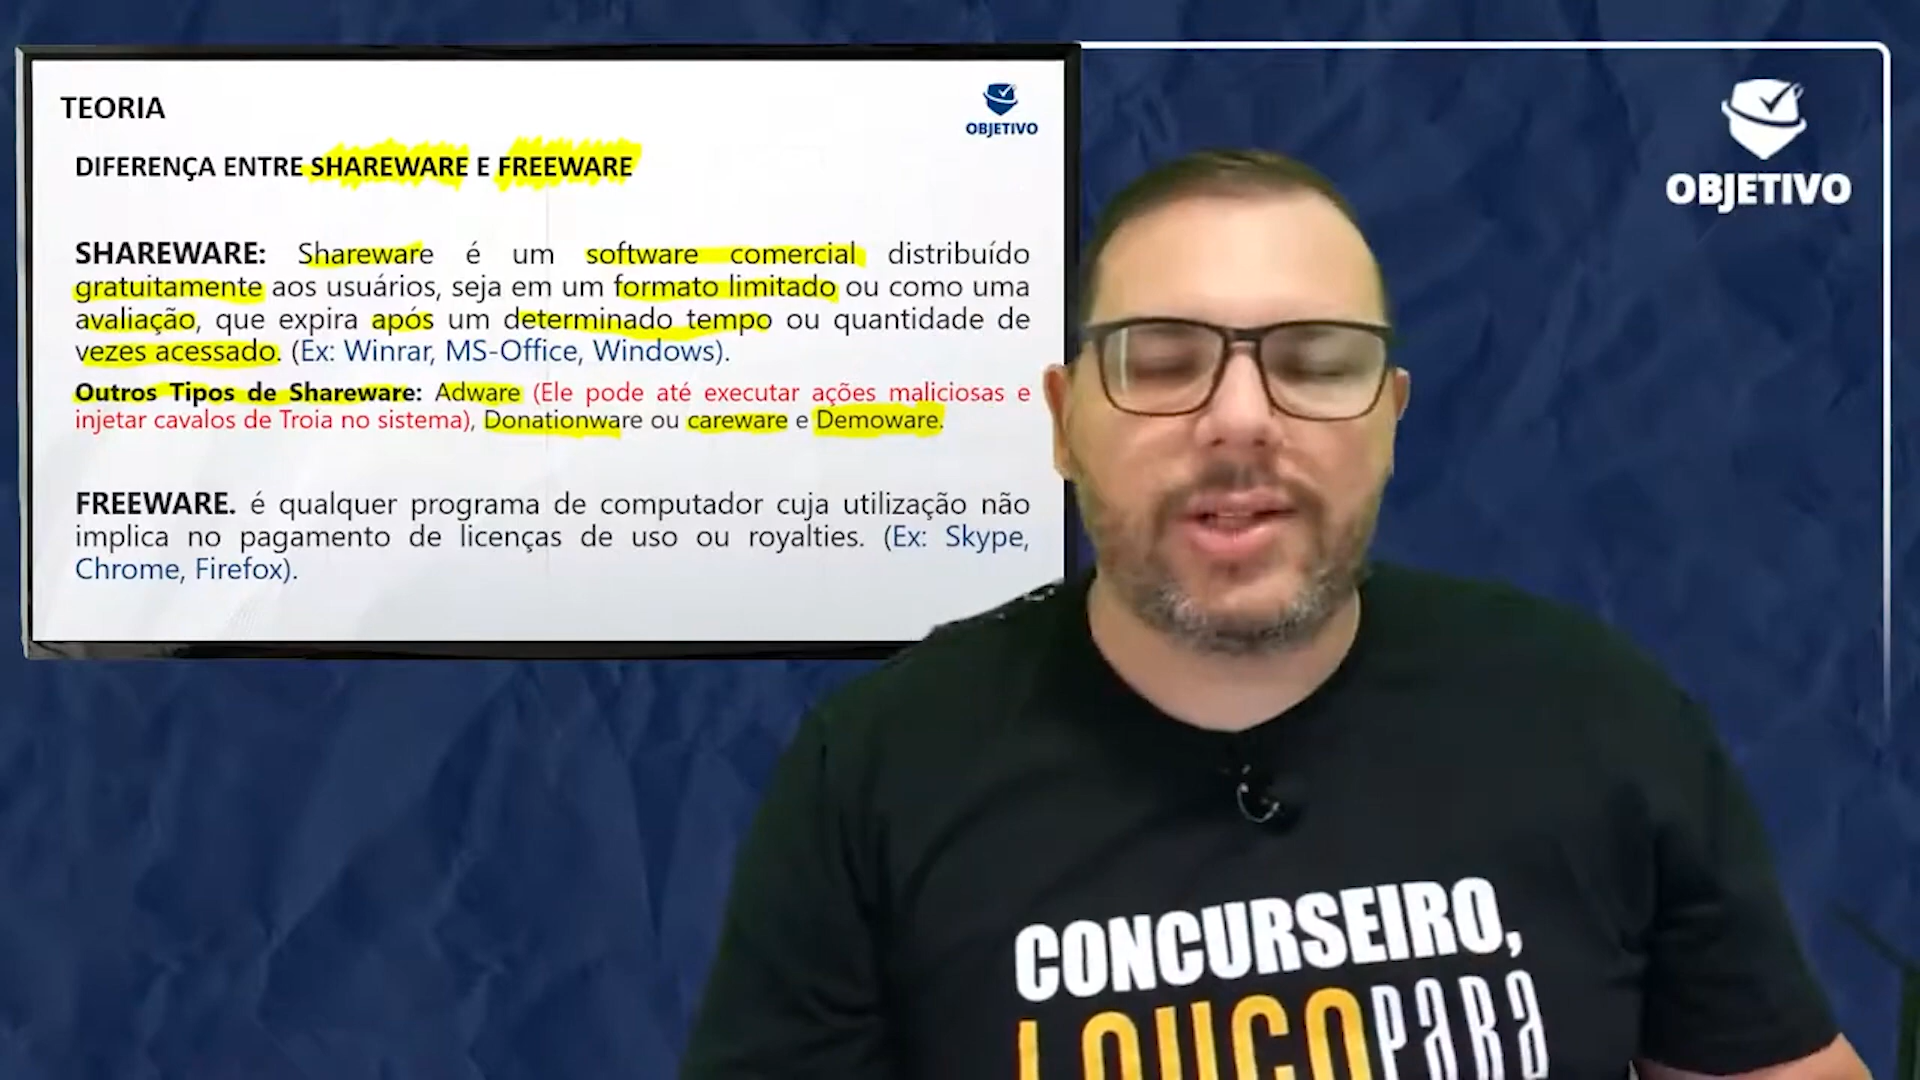 TEORIA
OBJETIVO
DIFERENÇA ENTRE SHAREWARE E FREEWARE
SHAREWARE: Shareware é um software comercial distribuído
gratuitamente aos usuários, seja em um formato limitado ou como uma
avaliação, que expira após um determinado tempo ou quantidade de
vezes acessado. (Ex: Winrar, MS-Office, Windows).
Outros Tipos de Shareware: Adware (Ele pode até executar ações maliciosas e
injetar cavalos de Troia no sistema), Donationware ou careware e Demoware.
FREEWARE. é qualquer programa de computador cuja utilização não
implica no pagamento de licenças de uso ou royalties. (Ex: Skype,
Chrome, Firefox).
OBJETIVO
CONCURSEIRO,
LOUCO PARA